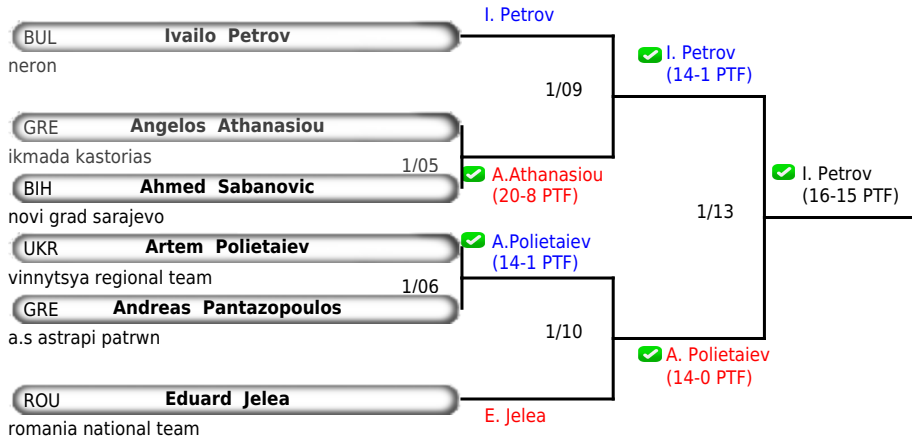 I. Petrov
BUL Ivailo Petrov
neron
I. Petrov
(14-1 PTF)
1/09
GRE Angelos Athanasiou
ikmada kastorias
1/05
A.Athanasiou
(20-8 PTF)
BIH Ahmed Sabanovic
novi grad sarajevo
I. Petrov
(16-15 PTF)
1/13
UKR Artem Polietaiev
A.Polietaiev
(14-1 PTF)
vinnytsya regional team
1/06
GRE Andreas Pantazopoulos
a.s astrapi patrwn
1/10
A. Polietaiev
(14-0 PTF)
ROU Eduard Jelea
E. Jelea
romania national team